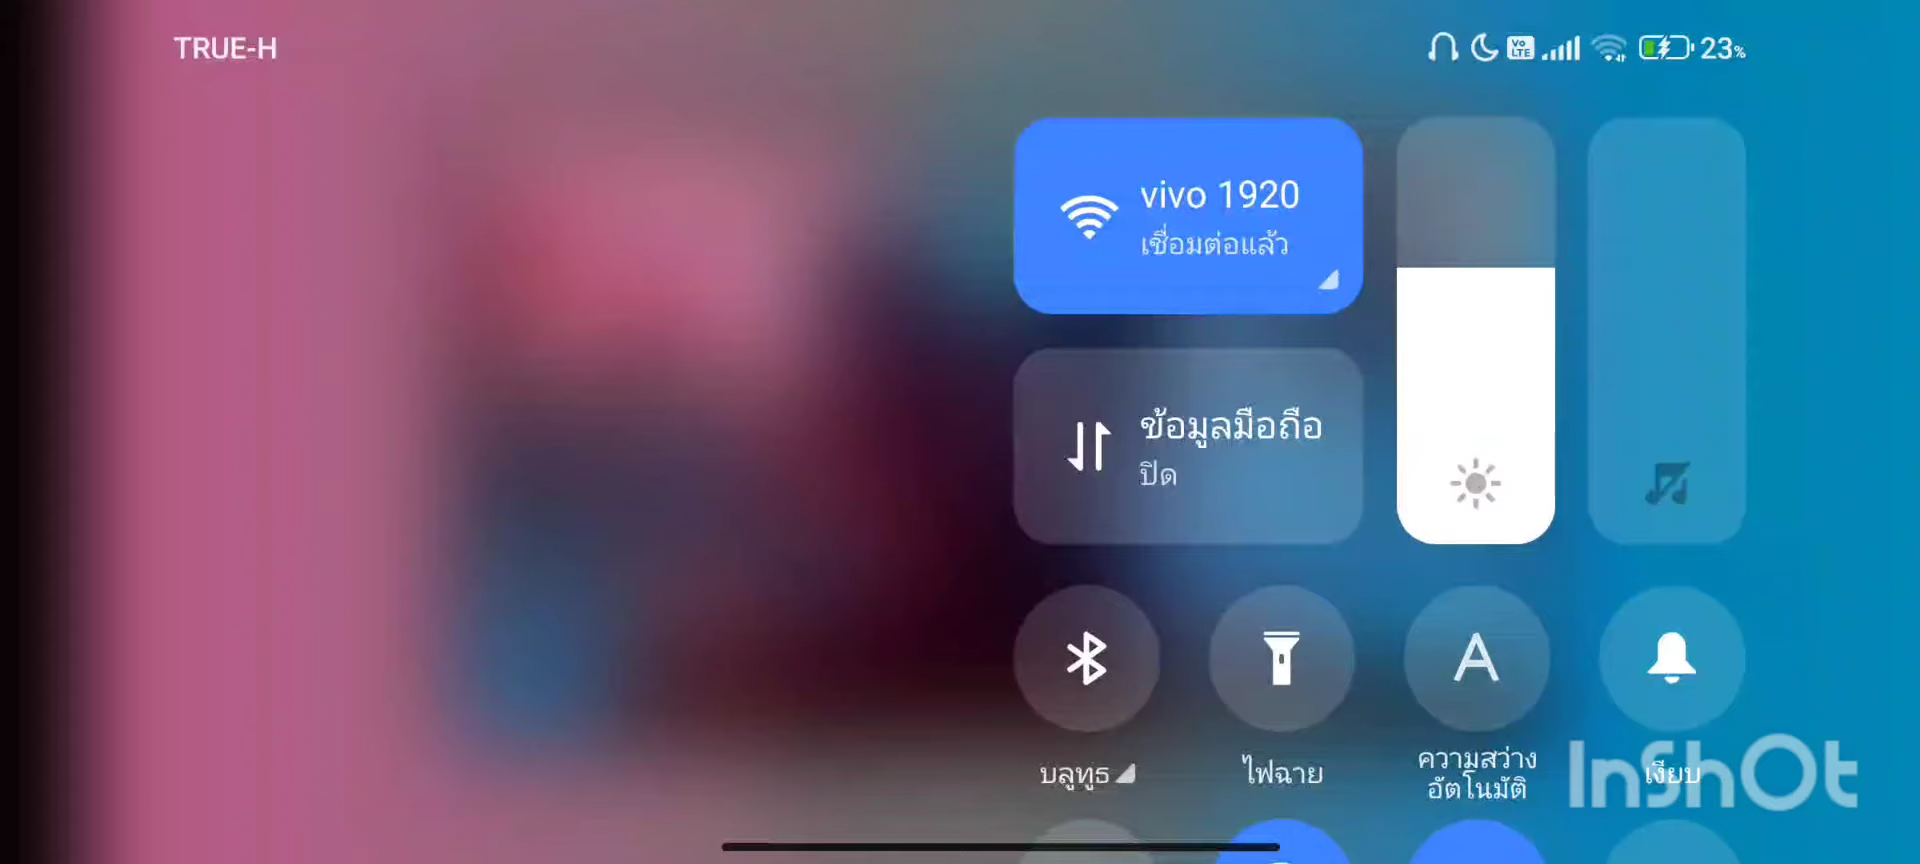 TRUE-H
Vo LTE
23%
vivo 1920
เชื่อมต่อแล้ว
ข้อมูลมือถือ
ปิด
A
บลูทูธ
ไฟฉาย
ความสว่าง
อัตโนมัติ
เงียบ
InShOt